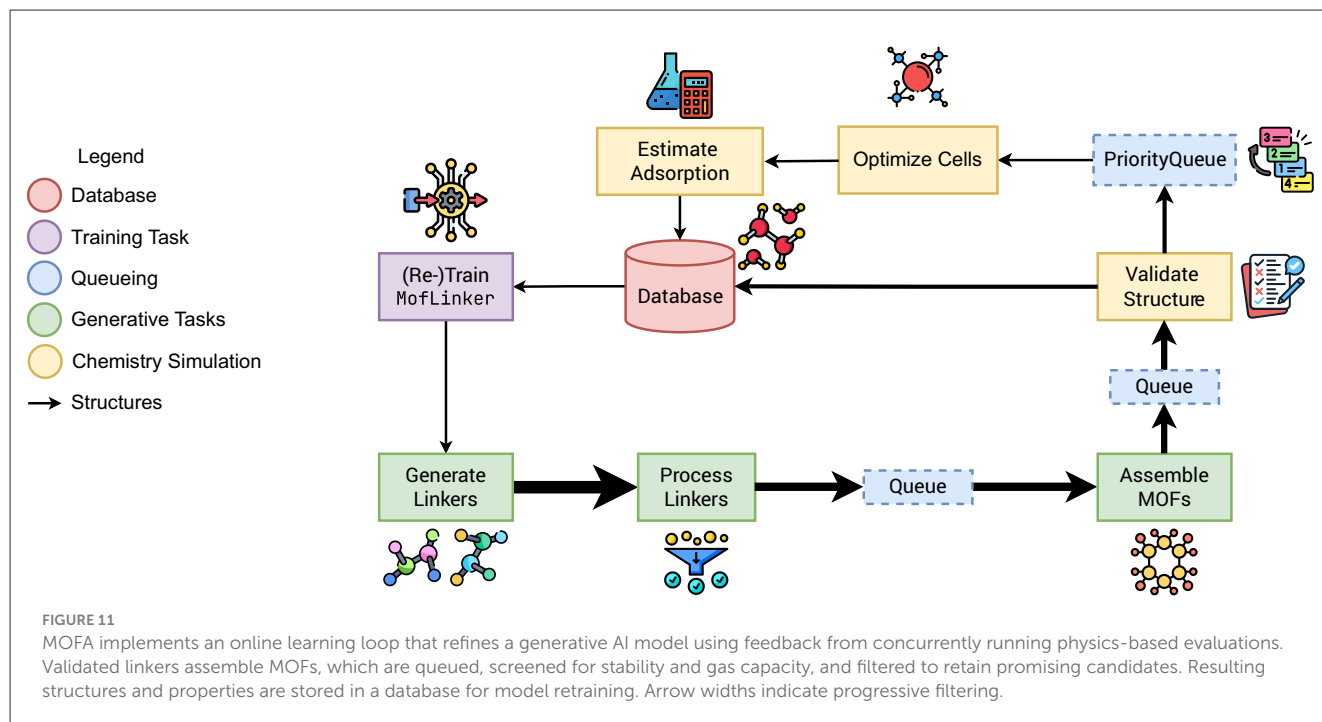 Legend
Database
Training Task
Queueing
Generative Tasks
Chemistry Simulation
Structures
Estimate
Adsorption
Optimize Cells
PriorityQueue
3
2
1
4
(Re-)Train
MofLinker
Database
Validate
Structure
Queue
Generate
Linkers
Process
Linkers
Queue
Assemble
MOFs
FIGURE 11
MOFA implements an online learning loop that refines a generative AI model using feedback from concurrently running physics-based evaluations.
Validated linkers assemble MOFs, which are queued, screened for stability and gas capacity, and filtered to retain promising candidates. Resulting
structures and properties are stored in a database for model retraining. Arrow widths indicate progressive filtering.